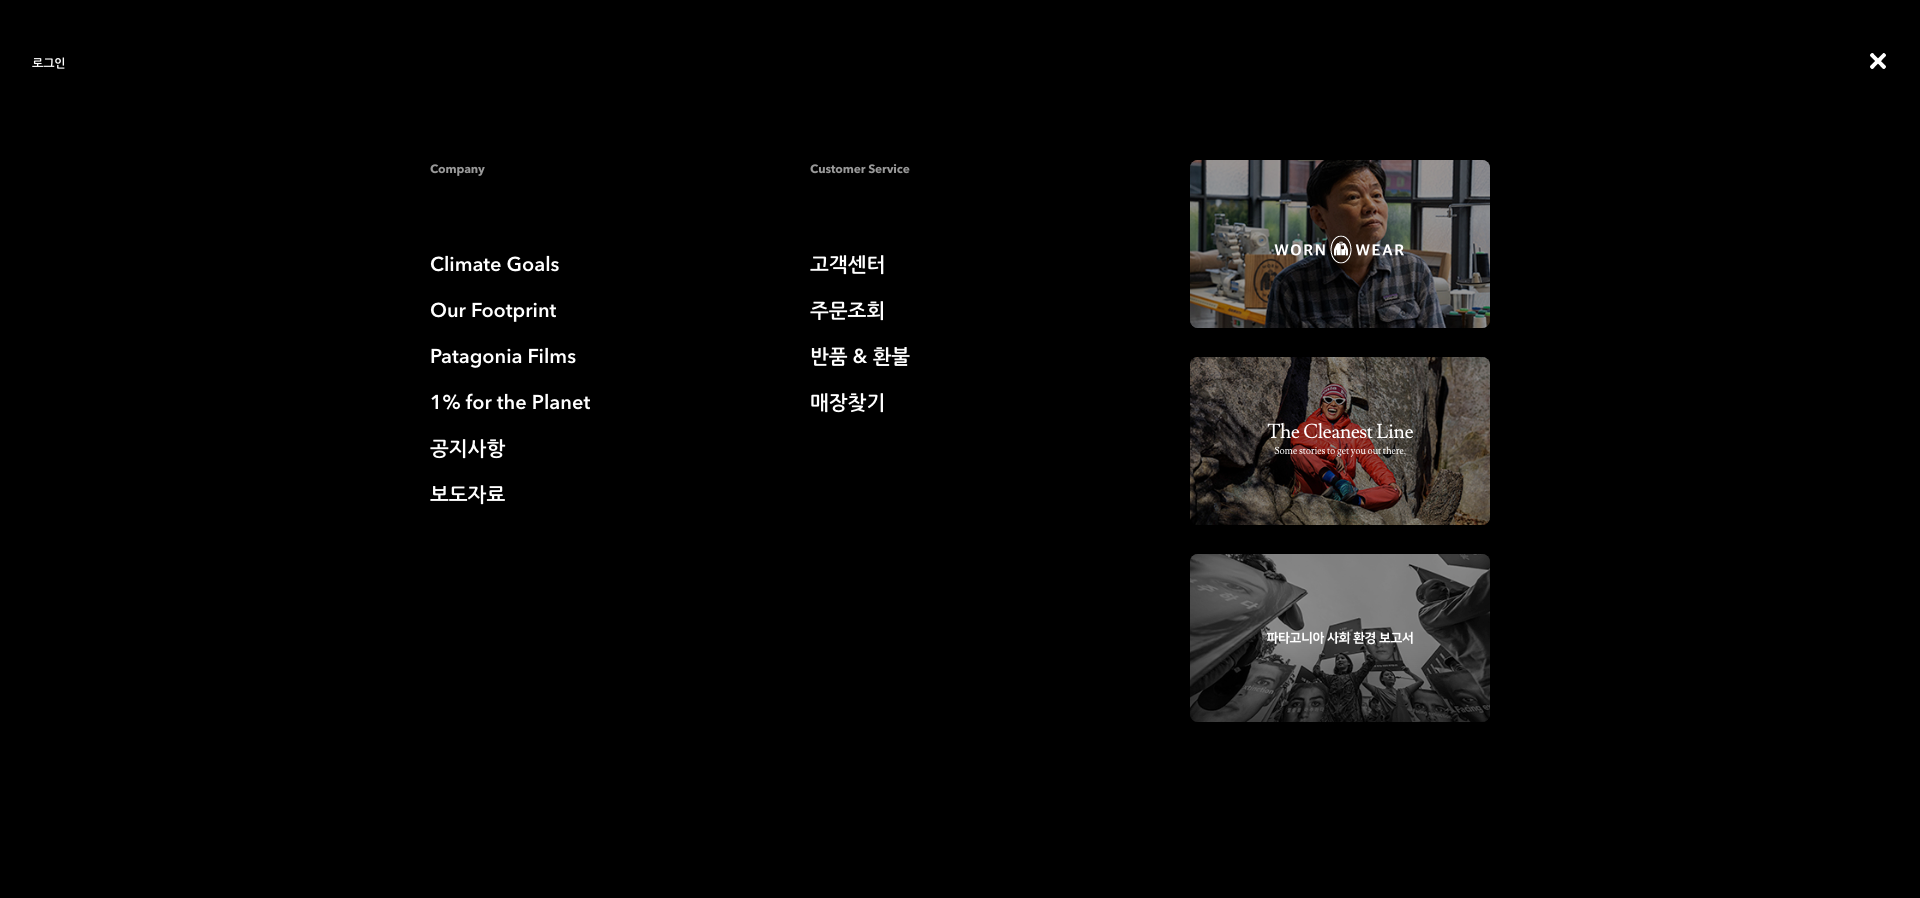 로그인
Company
Climate Goals
Our Footprint
Patagonia Films
1% for the Planet
공지사항
보도자료
Customer Service
고객센터
주문조회
반품 & 환불
매장찾기
WORN WEAR
The Cleanest Line
Some stories to get you out there.
파타고니아 사회 환경 보고서